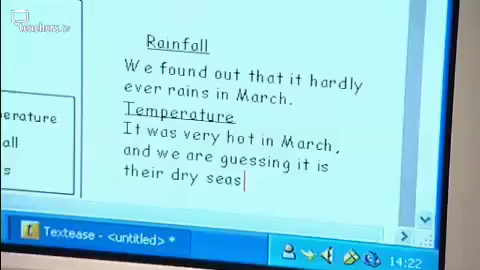 Teachers.tv
Rainfall
We found out that it hardly
ever rains in March.
Temperature
It was very hot in March,
and we are guessing it is
their dry seas
erature
all
s
Textease - <untitled> *
14:22